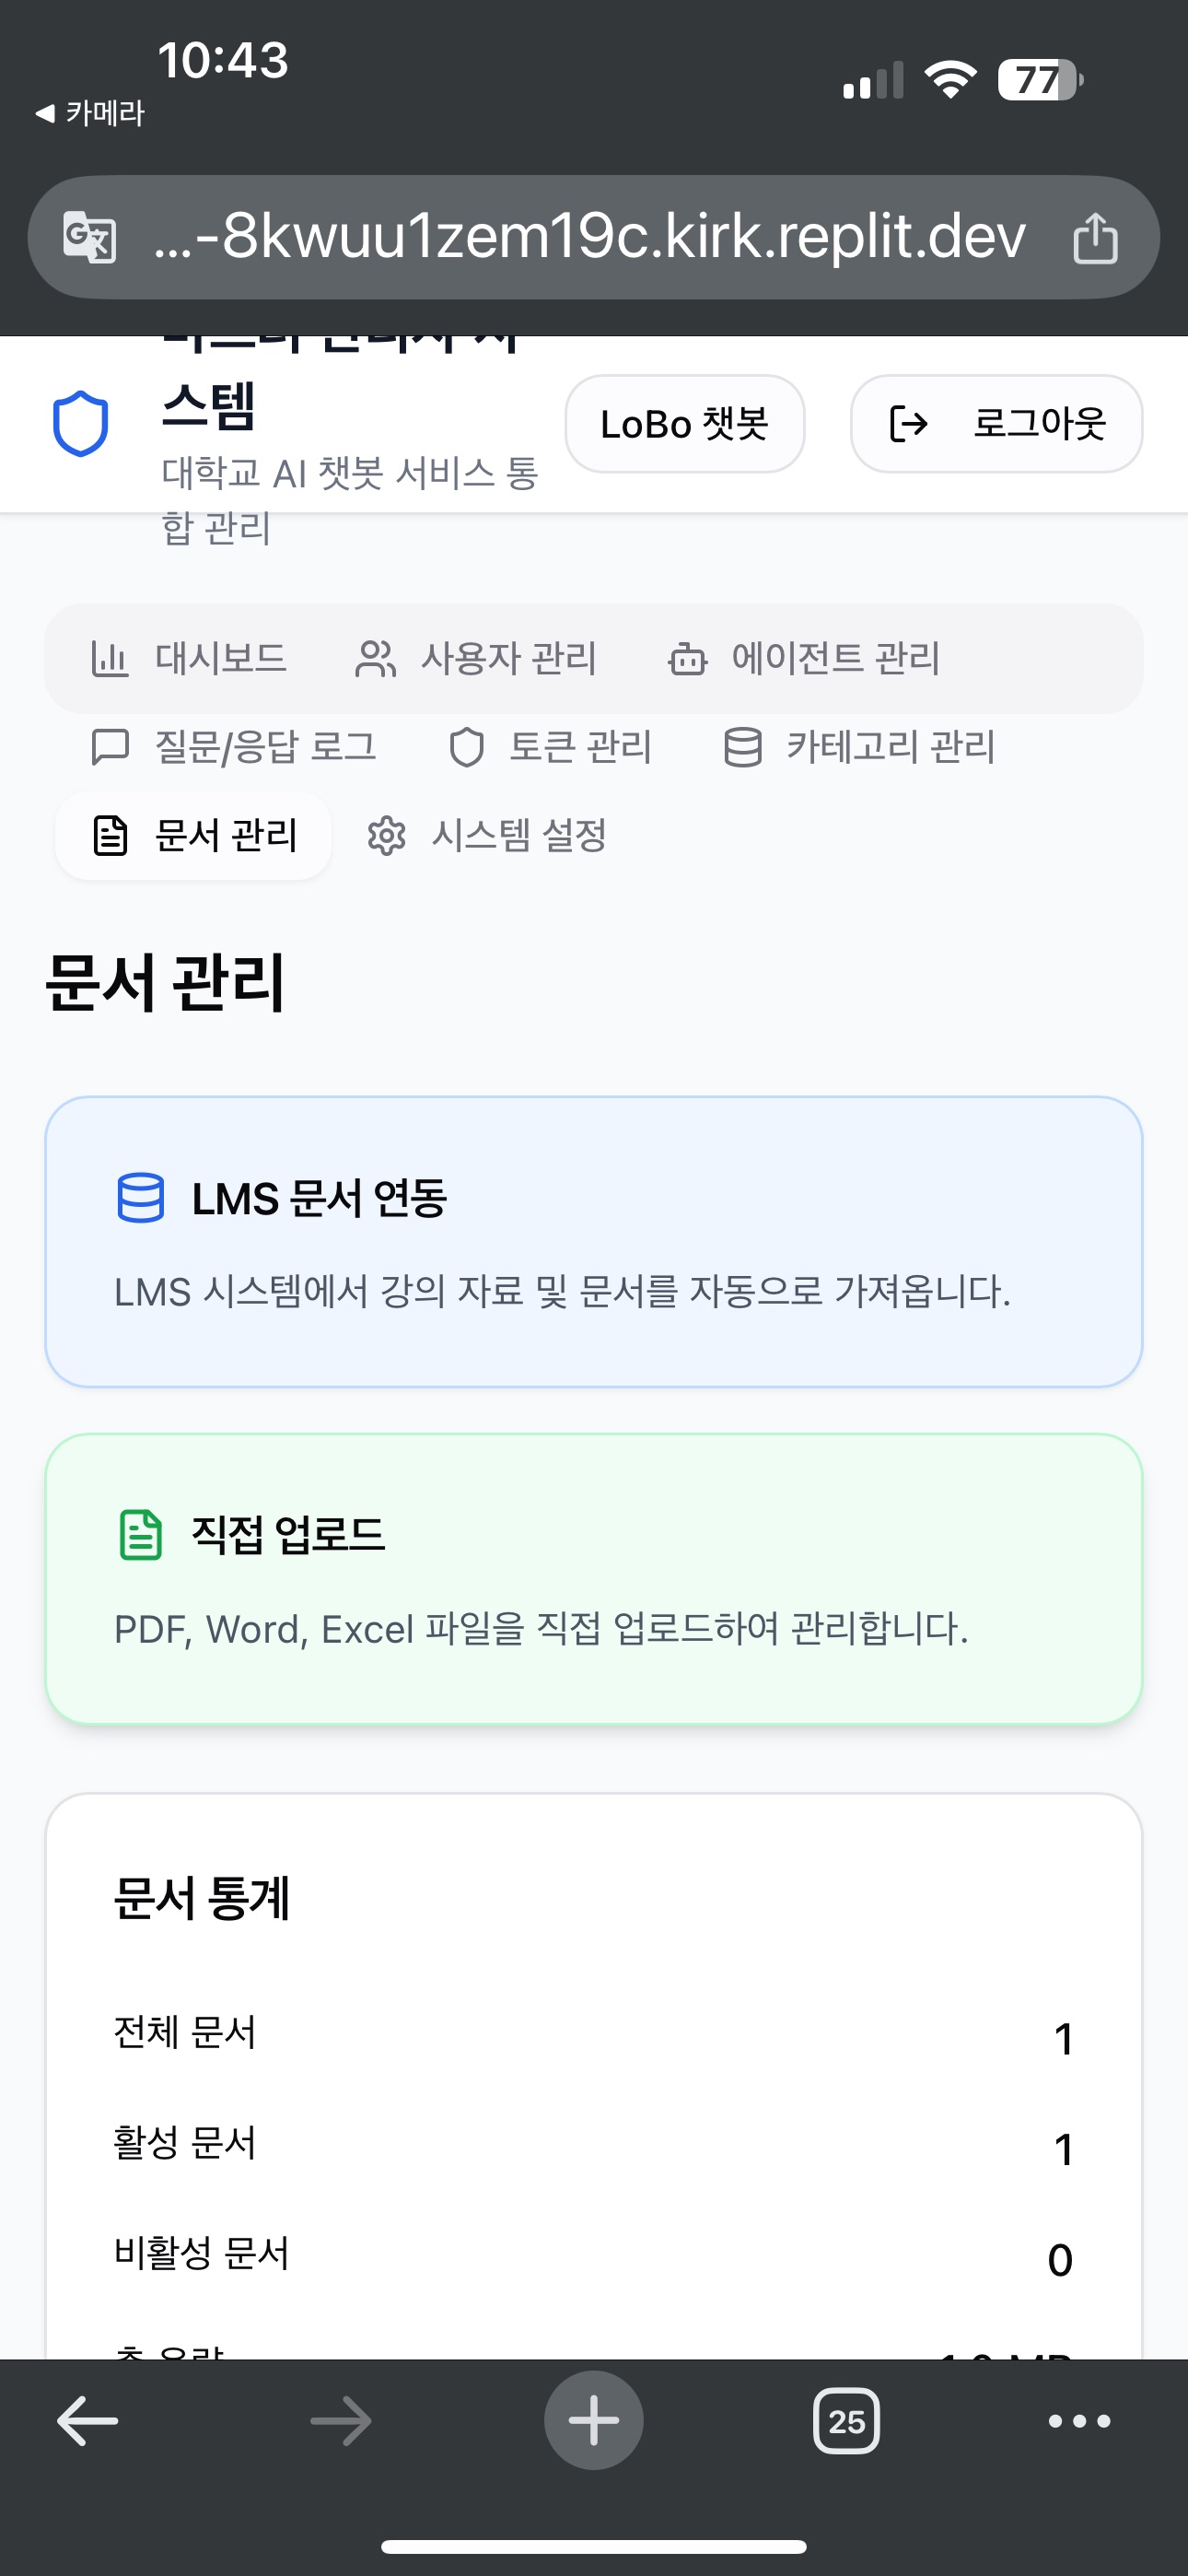 10:43
77
◀ 카메라
...-8kwuu1zem19c.kirk.replit.dev
스템
대학교 AI 챗봇 서비스 통
합 관리
LoBo 챗봇
로그아웃
대시보드
사용자 관리
에이전트 관리
질문/응답 로그
토큰 관리
카테고리 관리
문서 관리
시스템 설정
문서 관리
LMS 문서 연동
LMS 시스템에서 강의 자료 및 문서를 자동으로 가져옵니다.
직접 업로드
PDF, Word, Excel 파일을 직접 업로드하여 관리합니다.
문서 통계
전체 문서 1
활성 문서 1
비활성 문서 0
25